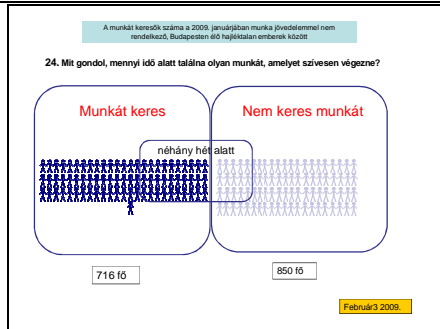 A munkát keresők száma a 2009. januárjában munka jövedelemmel nem
rendelkező, Budapesten élő hajléktalan emberek között
24. Mit gondol, mennyi idő alatt találna olyan munkát, amelyet szívesen végezne?
Munkát keres
Nem keres munkát
néhány hét alatt
716 fő
850 fő
Február3 2009.